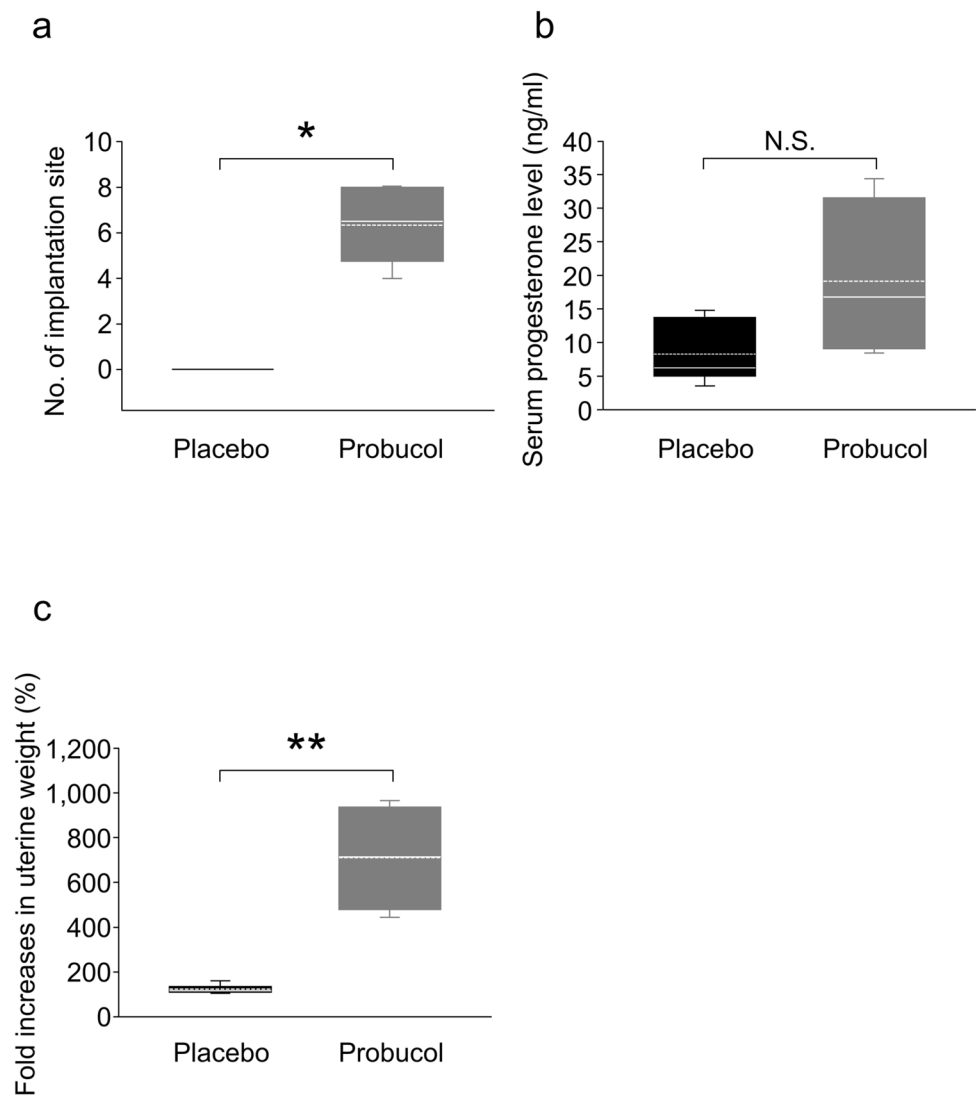 a
No. of implantation site
10
8
6
4
2
0
*
Placebo
Probucol
b
Serum progesterone level (ng/ml)
40
35
30
25
20
15
10
5
0
N.S.
Placebo
Probucol
c
Fold increases in uterine weight (%)
1,200
1,000
800
600
400
200
0
**
Placebo
Probucol